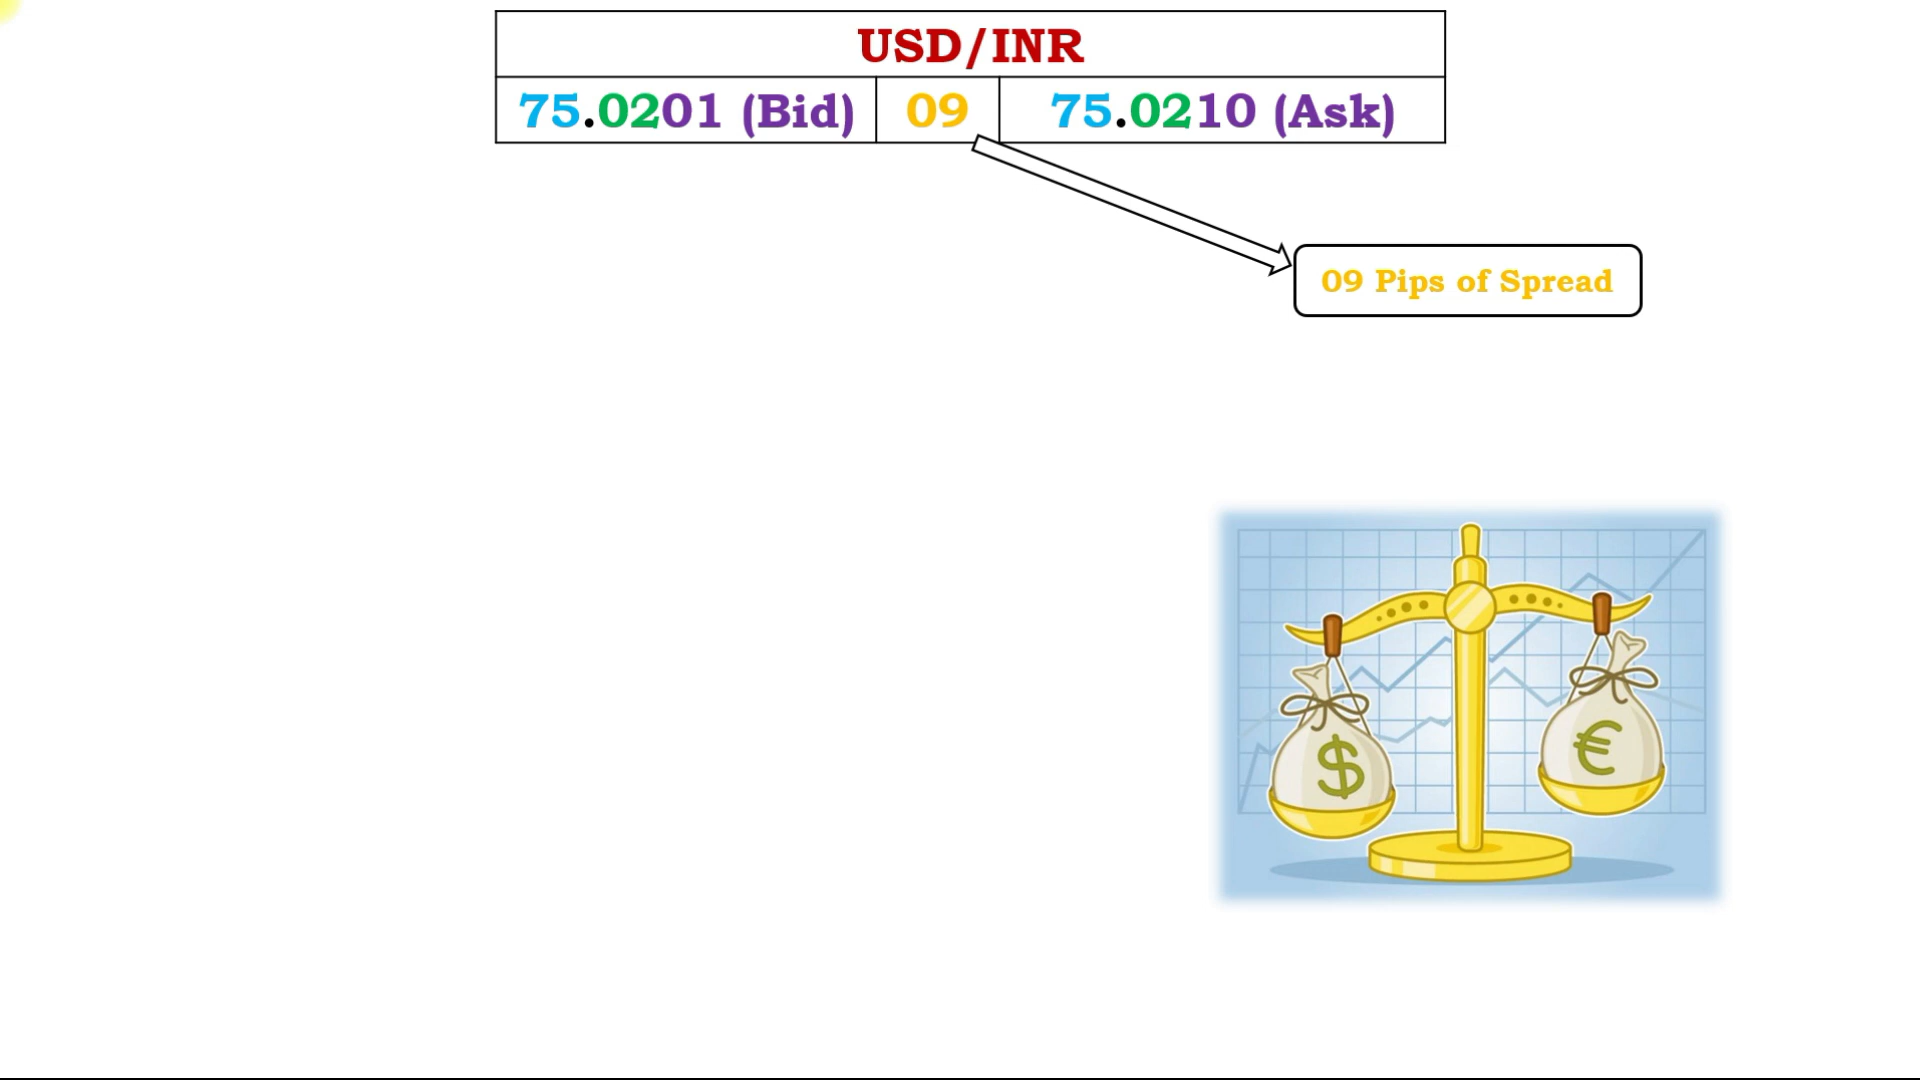 USD/INR
75.0201 (Bid) 09 75.0210 (Ask)
09 Pips of Spread
$ €